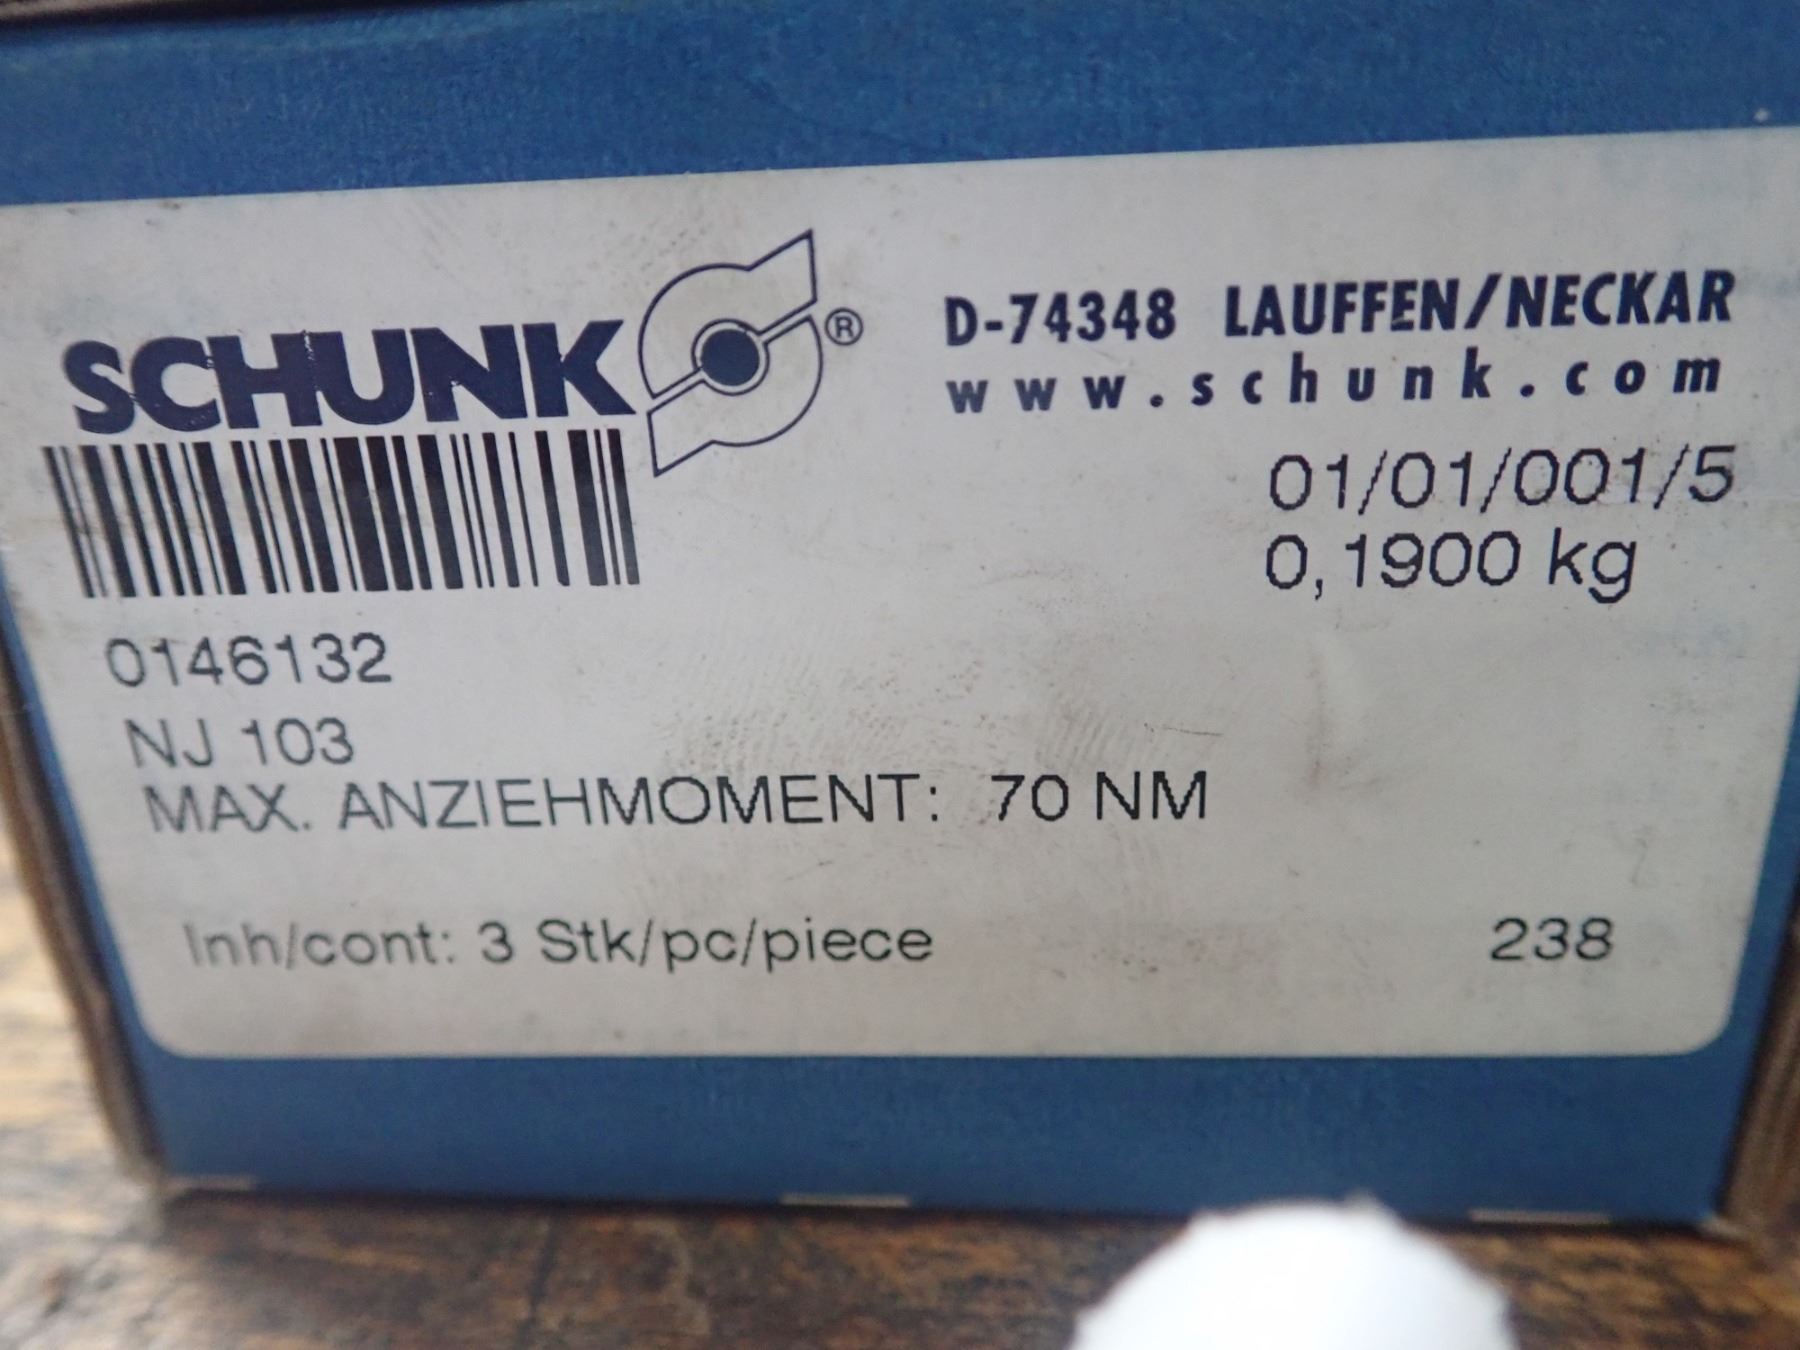 SCHUNK ®
D-74348 LAUFFEN/NECKAR
www.schunk.com
01/01/001/5
0,1900 kg
0146132
NJ 103
MAX. ANZIEHMOMENT: 70 NM
Inh/cont: 3 Stk/pc/piece 238